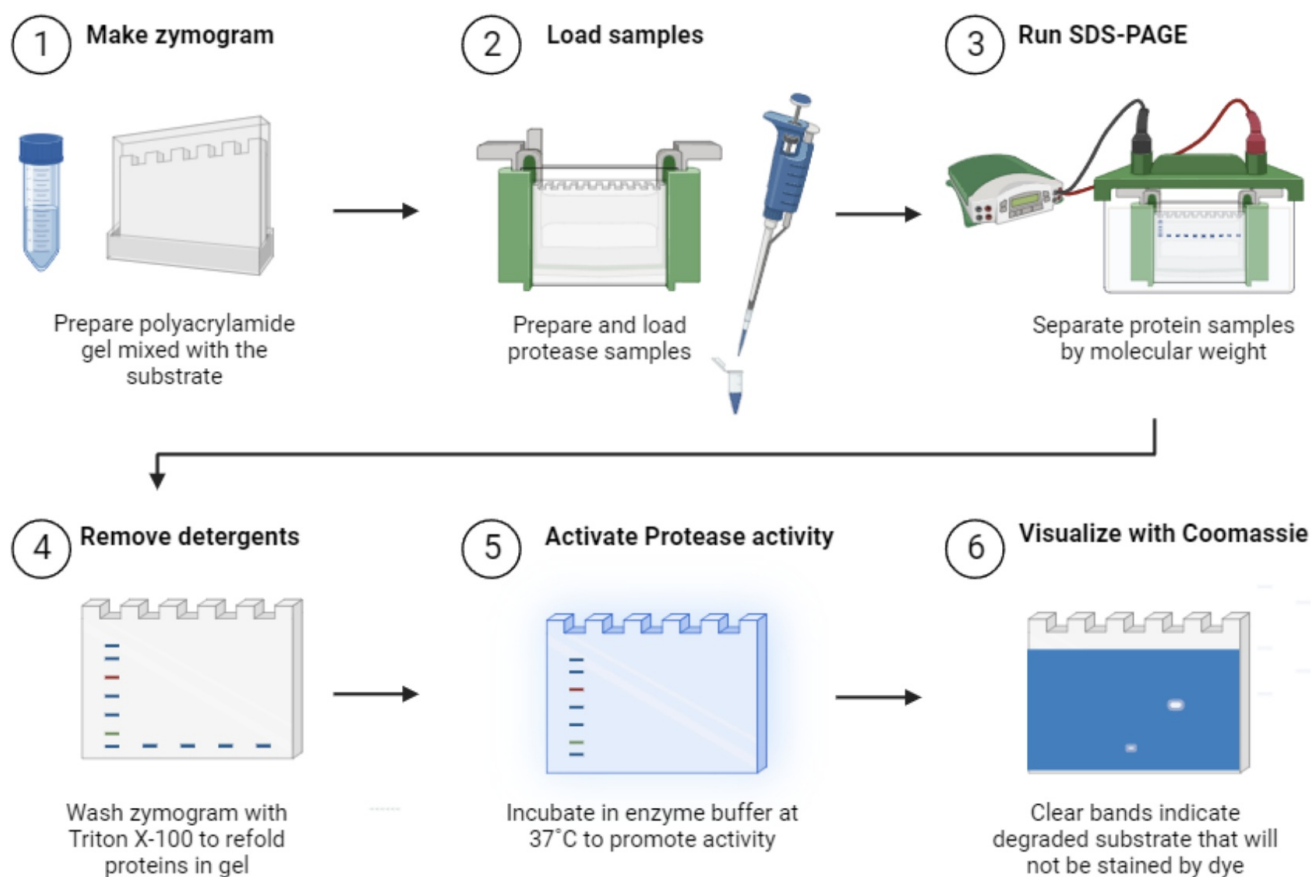 1 Make zymogram
2 Load samples
3 Run SDS-PAGE
Prepare polyacrylamide
gel mixed with the
substrate
Prepare and load
protease samples
Separate protein samples
by molecular weight
4 Remove detergents
5 Activate Protease activity
6 Visualize with Coomassie
Wash zymogram with
Triton X-100 to refold
proteins in gel
Incubate in enzyme buffer at
37˚C to promote activity
Clear bands indicate
degraded substrate that will
not be stained by dye